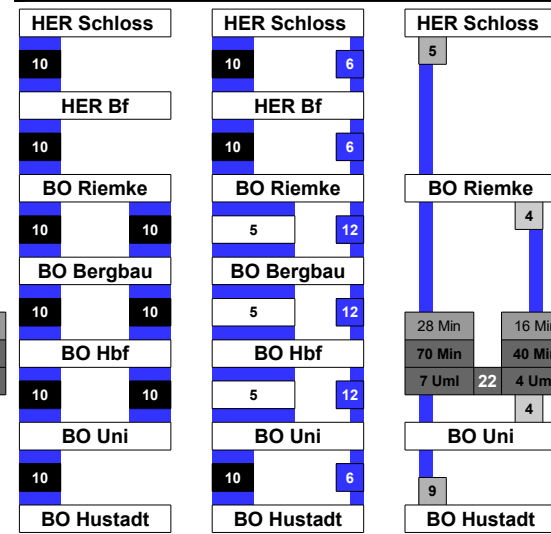 HER Schloss HER Schloss HER Schloss
10 10 6 5
HER Bf HER Bf
10 10 6
BO Riemke BO Riemke BO Riemke
10 10 5 12 4
BO Bergbau BO Bergbau
10 10 5 12 28 Min 16 Min
BO Hbf BO Hbf 70 Min 40 Min
10 10 5 12 7 Uml 22 4 Uml
4
BO Uni BO Uni BO Uni
10 10 6 9
BO Hustadt BO Hustadt BO Hustadt